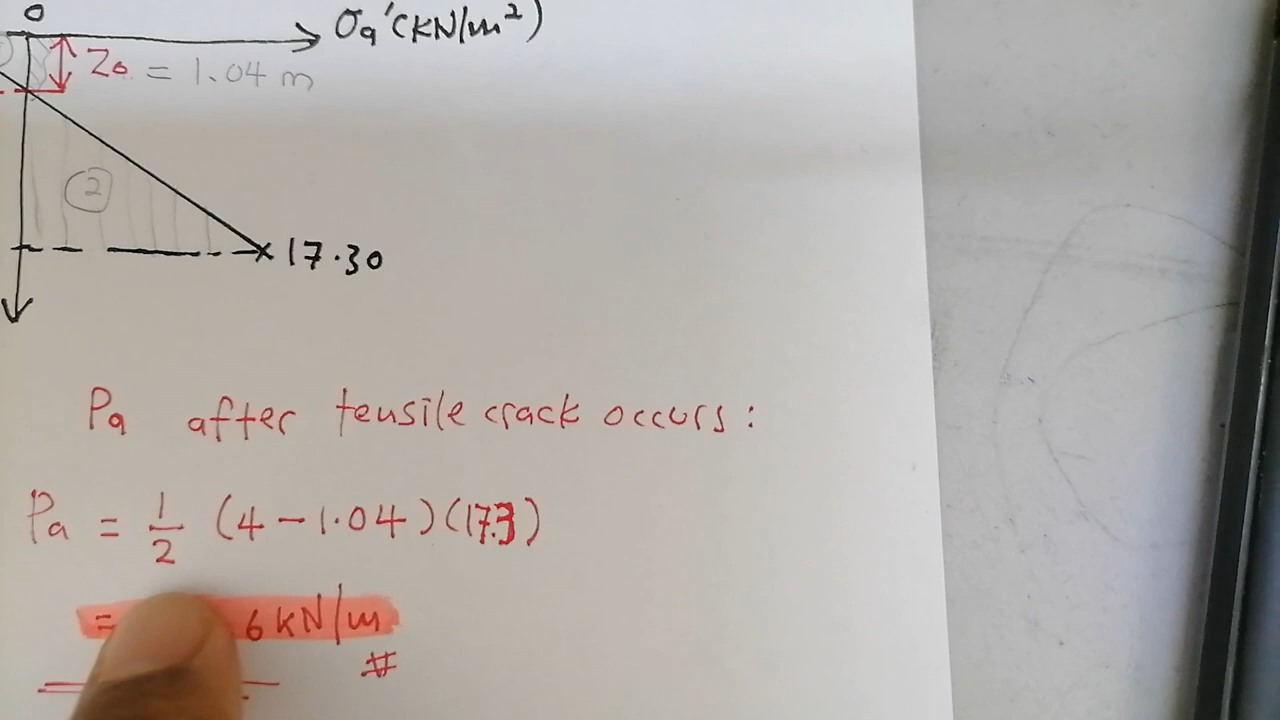 0
σa'(kN/m²)
Zo = 1.04 m
2
17.30
Pa after tensile crack occurs:
Pa = 1/2 (4-1.04)(17.3)
= 6 kN/m
#